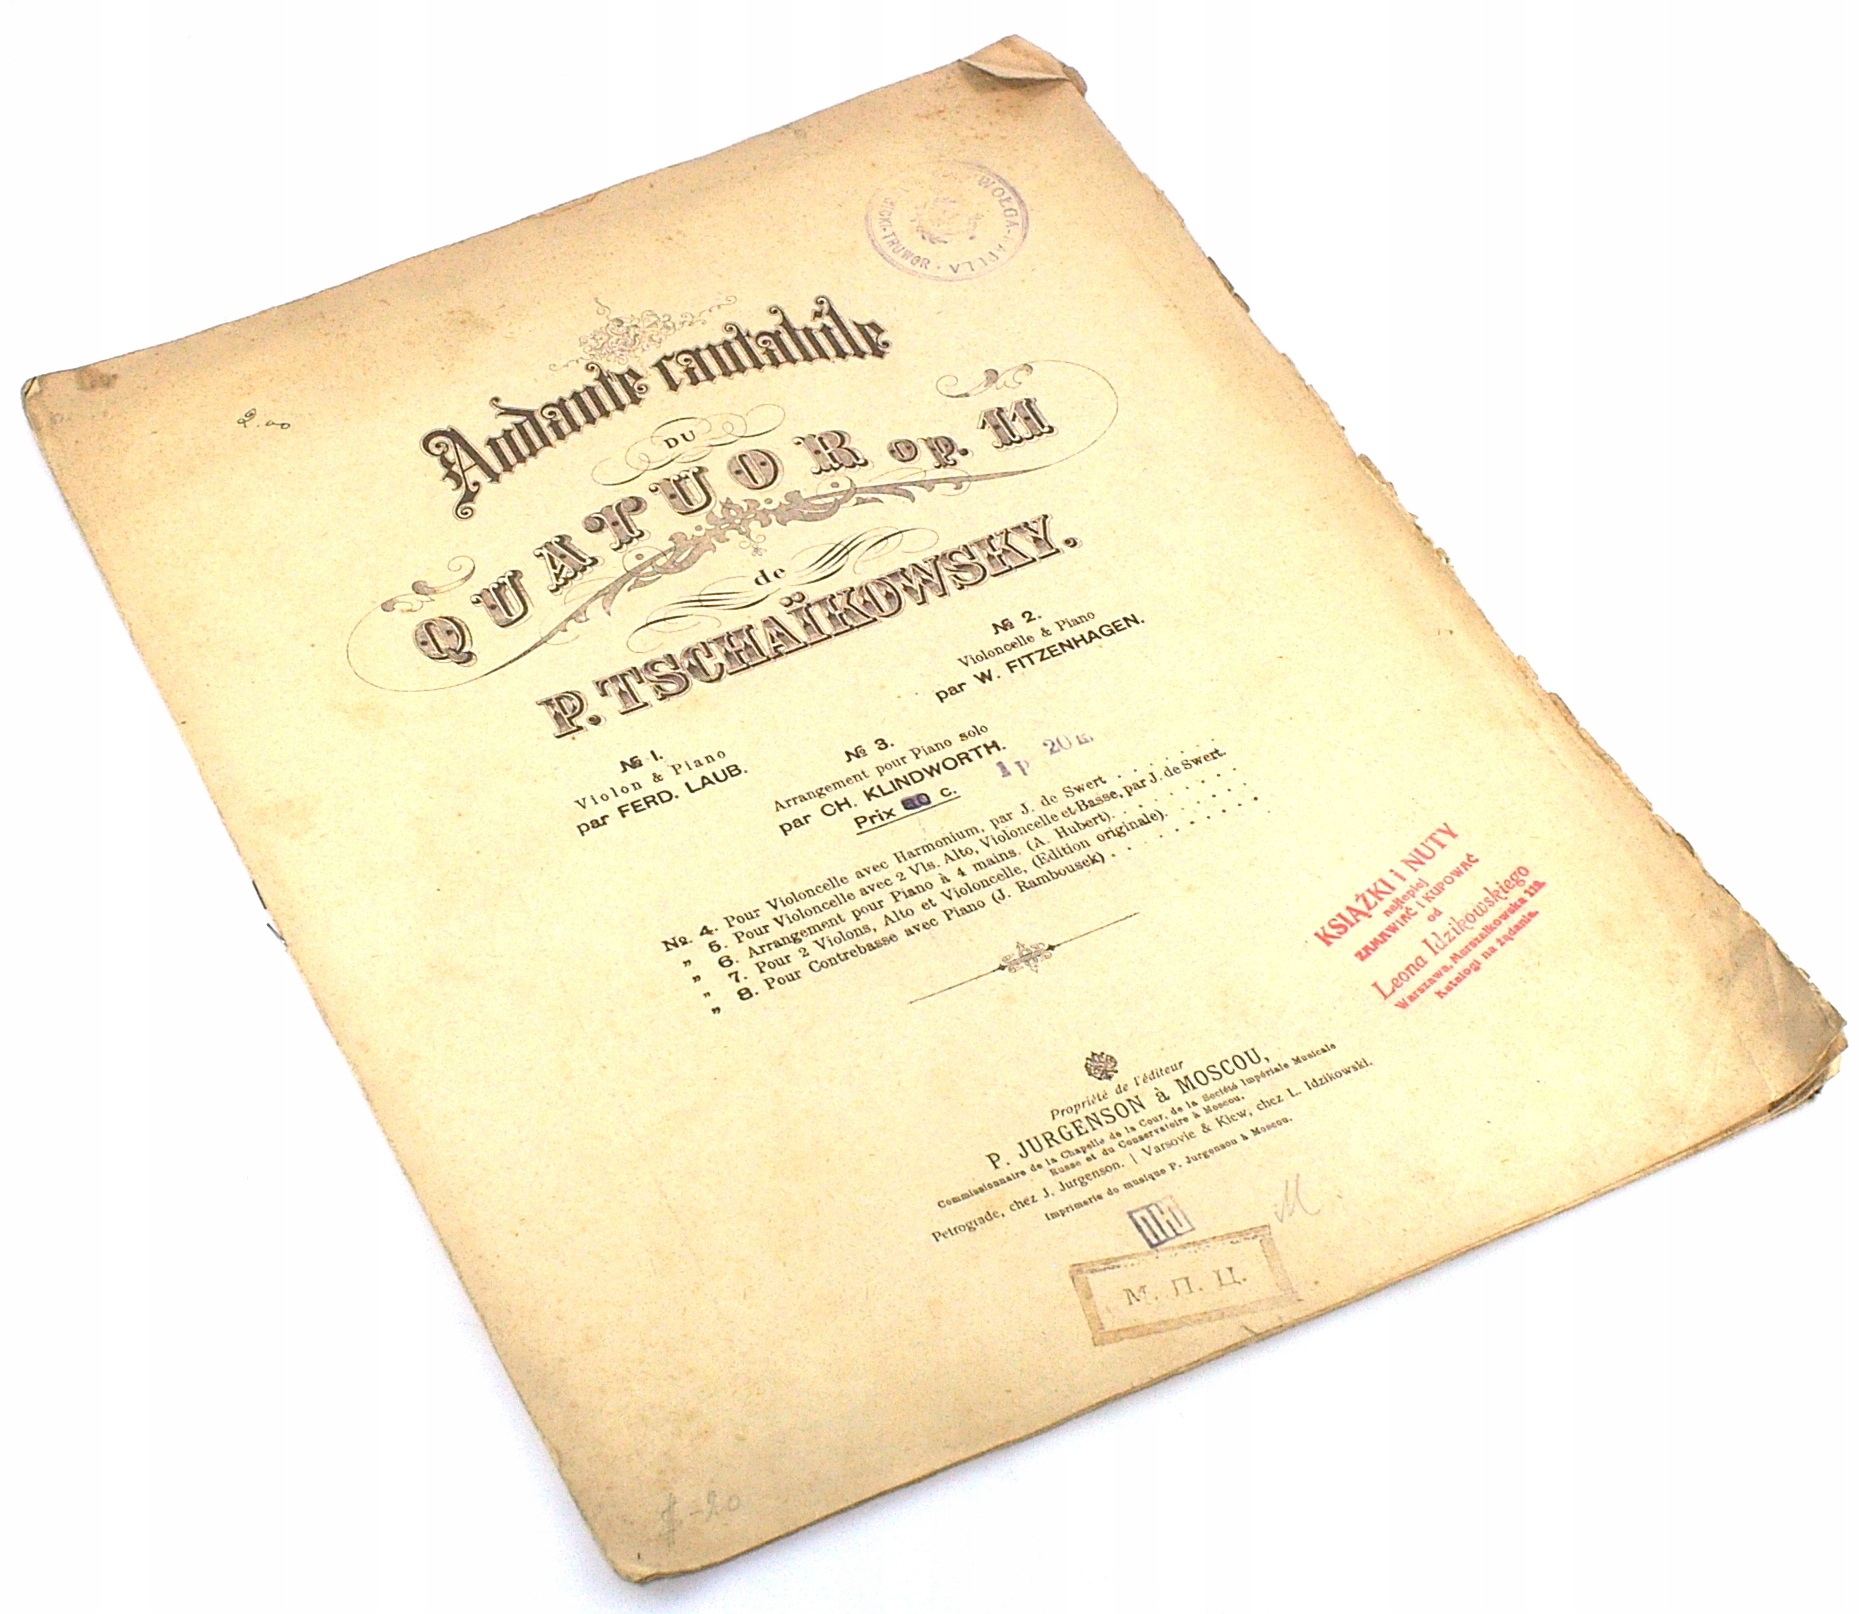 WOŁGA-KAPELLA
TRUWOR
2.00
Andante cantabile
DU
QUATUOR op. 11
de
P. TSCHAÏKOWSKY.
№ 1.
Violon & Piano
par FERD. LAUB.
№ 3.
Arrangement pour Piano solo
par CH. KLINDWORTH.
Prix c.
№ 2.
Violoncelle & Piano
par W. FITZENHAGEN.
1 p 20 к.
№. 4. Pour Violoncelle avec Harmonium, par J. de Swert . . . . . . .
„ 5. Pour Violoncelle avec 2 Vls. Alto, Violoncelle et Basse, par J. de Swert.
„ 6. Arrangement pour Piano à 4 mains. (A. Hubert). . . . . . . .
„ 7. Pour 2 Violons, Alto et Violoncelle, (Edition originale). . . . . . .
„ 8. Pour Contrebasse avec Piano (J. Rambousek) . . . . . . . .
KSIĄŻKI i NUTY
najlepiej
ZAMAWIAĆ i KUPOWAĆ
od
Leona Idzikowskiego
Warszawa, Marszałkowska 119
Katalogi na żądanie.
Propriété de l'éditeur
P. JURGENSON à MOSCOU,
Commissionnaire de la Chapelle de la Cour, de la Société Impériale Musicale
Russe et du Conservatoire à Moscou.
Petrograde, chez J. Jurgenson. | Varsovie & Kiew, chez L. Idzikowski.
Imprimerie de musique P. Jurgenson à Moscou.
М. П. Ц.